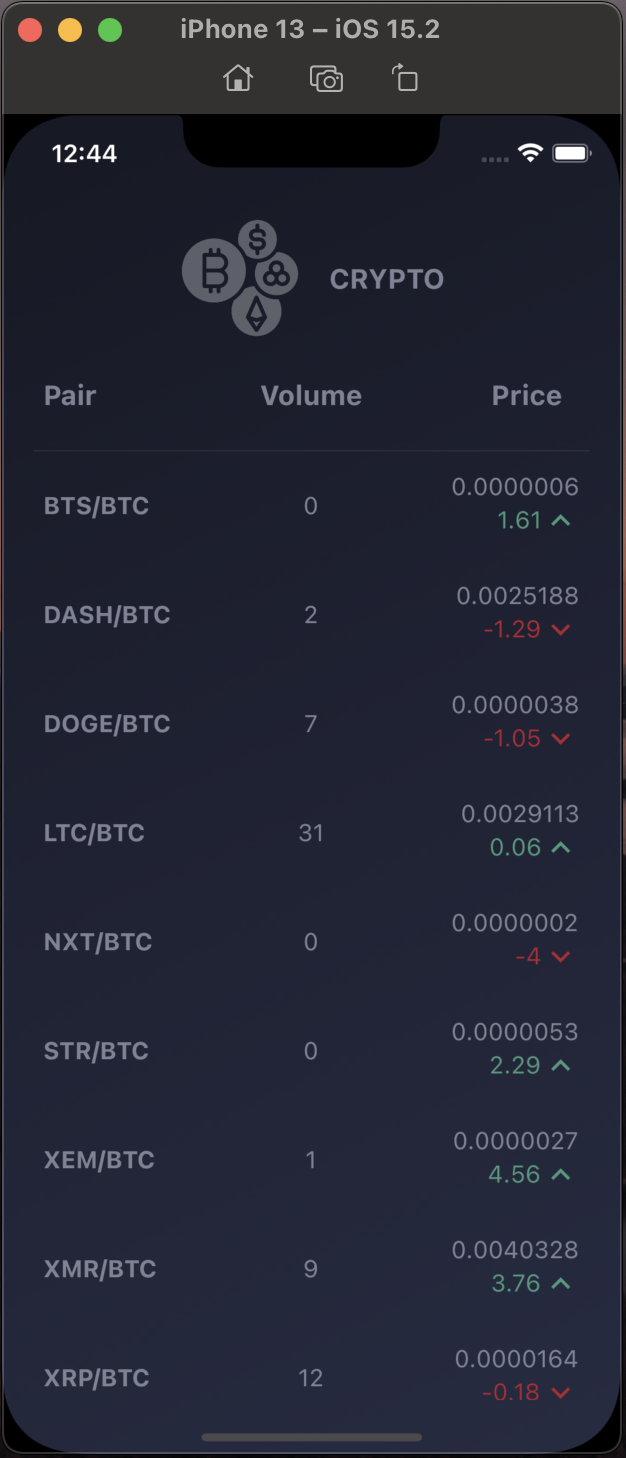 iPhone 13 – iOS 15.2
12:44
CRYPTO
Pair Volume Price
0.0000006
BTS/BTC 0
1.61
0.0025188
DASH/BTC 2
-1.29
0.0000038
DOGE/BTC 7
-1.05
0.0029113
LTC/BTC 31
0.06
0.0000002
NXT/BTC 0
-4
0.0000053
STR/BTC 0
2.29
0.0000027
XEM/BTC 1
4.56
0.0040328
XMR/BTC 9
3.76
0.0000164
XRP/BTC 12
-0.18